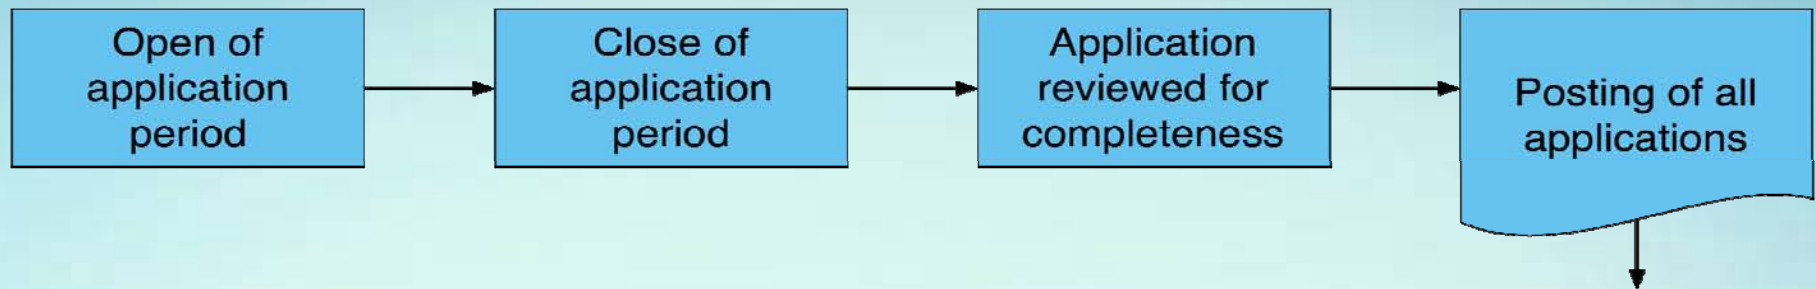 Open of
application
period
Close of
application
period
Application
reviewed for
completeness
Posting of all
applications